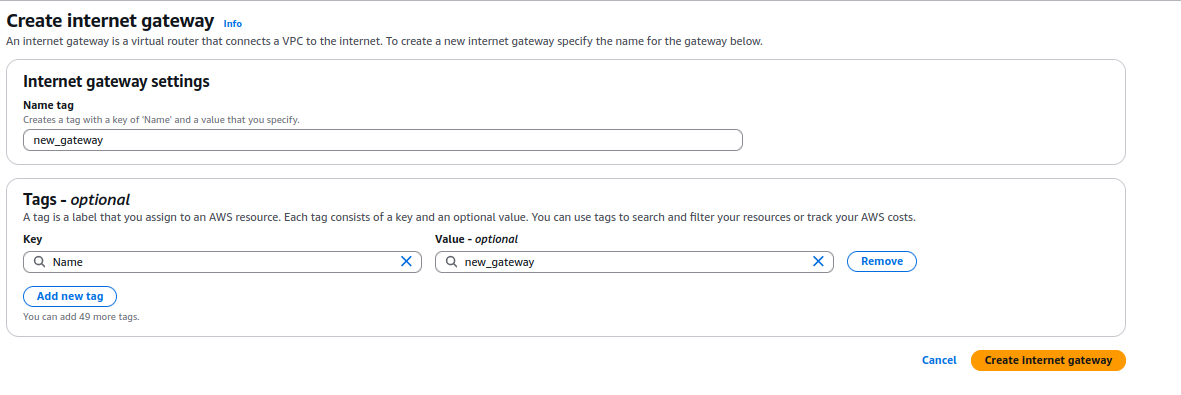 Create internet gateway Info
An internet gateway is a virtual router that connects a VPC to the internet. To create a new internet gateway specify the name for the gateway below.
Internet gateway settings
Name tag
Creates a tag with a key of 'Name' and a value that you specify.
new_gateway
Tags - optional
A tag is a label that you assign to an AWS resource. Each tag consists of a key and an optional value. You can use tags to search and filter your resources or track your AWS costs.
Key Value - optional
Name new_gateway Remove
Add new tag
You can add 49 more tags.
Cancel Create internet gateway